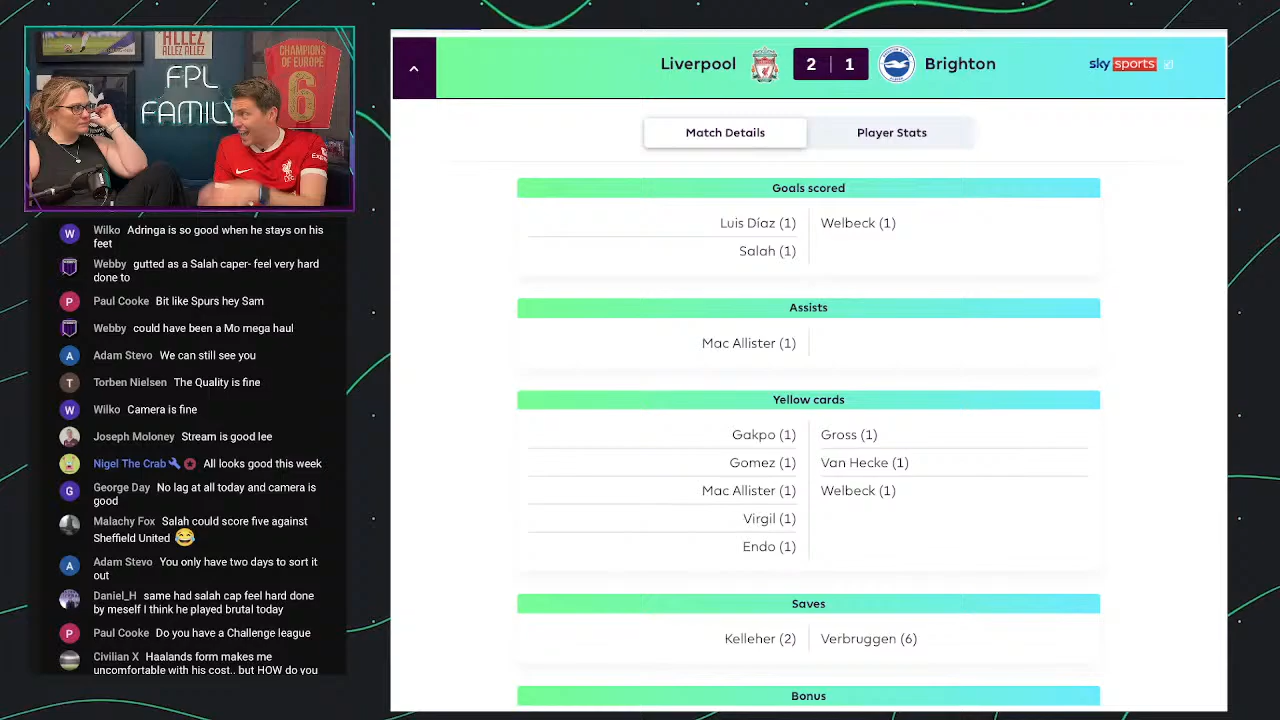 ALLEZ
ALLEZ ALLEZ
FPL
FAMILY
CHAMPIONS
OF EUROPE
6
W Wilko Adringa is so good when he stays on his
feet
Webby gutted as a Salah caper- feel very hard
done to
P Paul Cooke Bit like Spurs hey Sam
Webby could have been a Mo mega haul
A Adam Stevo We can still see you
T Torben Nielsen The Quality is fine
W Wilko Camera is fine
Joseph Moloney Stream is good lee
Nigel The Crab All looks good this week
G George Day No lag at all today and camera is
good
Malachy Fox Salah could score five against
Sheffield United 😂
A Adam Stevo You only have two days to sort it
out
Daniel_H same had salah cap feel hard done
by meself I think he played brutal today
P Paul Cooke Do you have a Challenge league
Civilian X Haalands form makes me
uncomfortable with his cost.. but HOW do you
Liverpool 2 | 1 Brighton
sky sports
Match Details Player Stats
Goals scored
Luis Díaz (1) Welbeck (1)
Salah (1)
Assists
Mac Allister (1)
Yellow cards
Gakpo (1) Gross (1)
Gomez (1) Van Hecke (1)
Mac Allister (1) Welbeck (1)
Virgil (1)
Endo (1)
Saves
Kelleher (2) Verbruggen (6)
Bonus